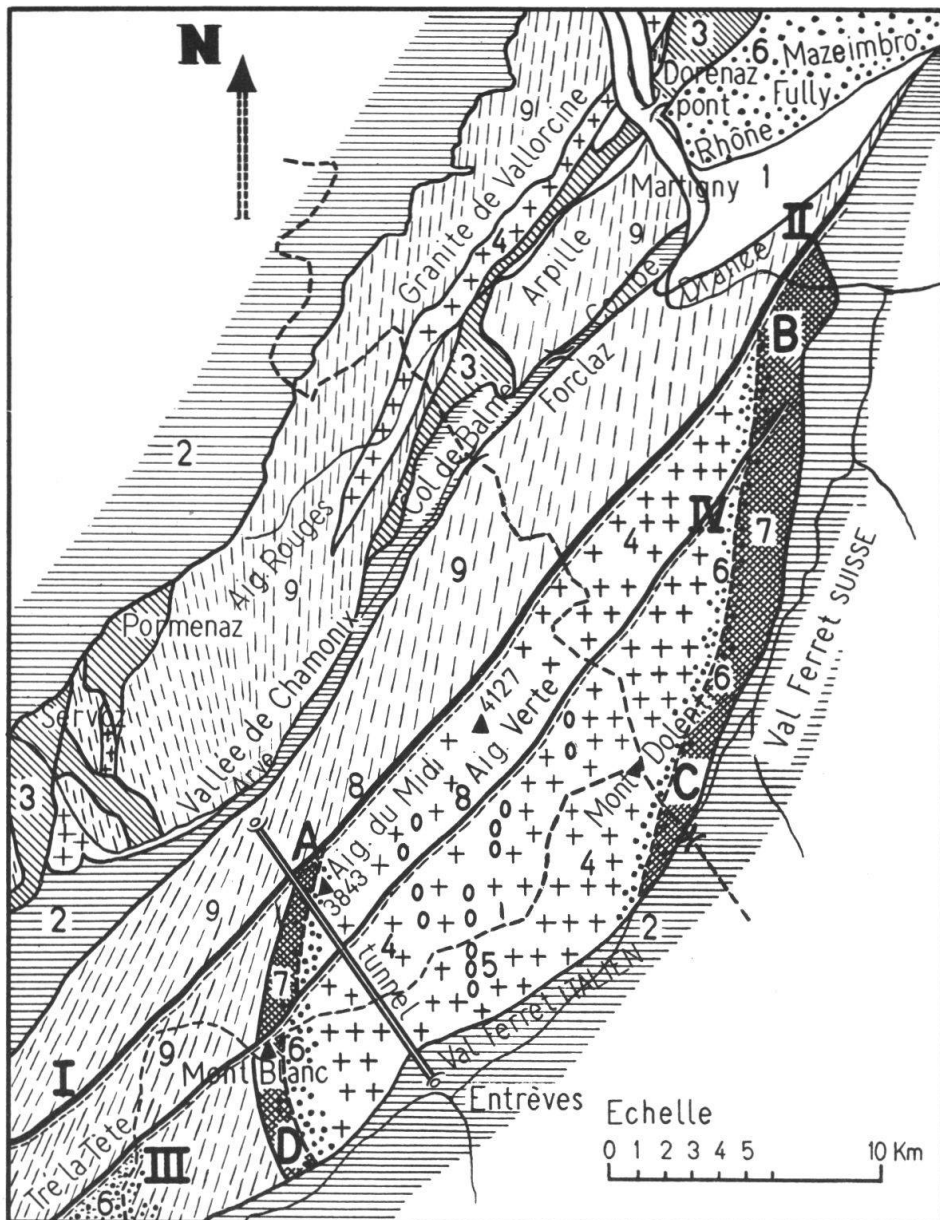 N
3
6
Mazeimbro
Dorenaz
pont
Fully
Rhône
9
Granite de Vallorcine
Martigny
1
4
9
Arpille
Combe
II
B
3
Forclaz
Col de Balme
2
Aig Rouges
9
9
4
IV
7
6
Pormenaz
Servoz
Vallée de Chamonix
Arve
3
8
4127
Aig Verte
8
6
Val Ferret SUISSE
Mont Dolent
C
A
Aig. du Midi
3843
9
4
4
2
2
7
tunnel
5
Val Ferret ITALIEN
I
9
6
Mont Blanc
Entrèves
D
Tré-la-Tête
III
6
Echelle
0 1 2 3 4 5 10 Km